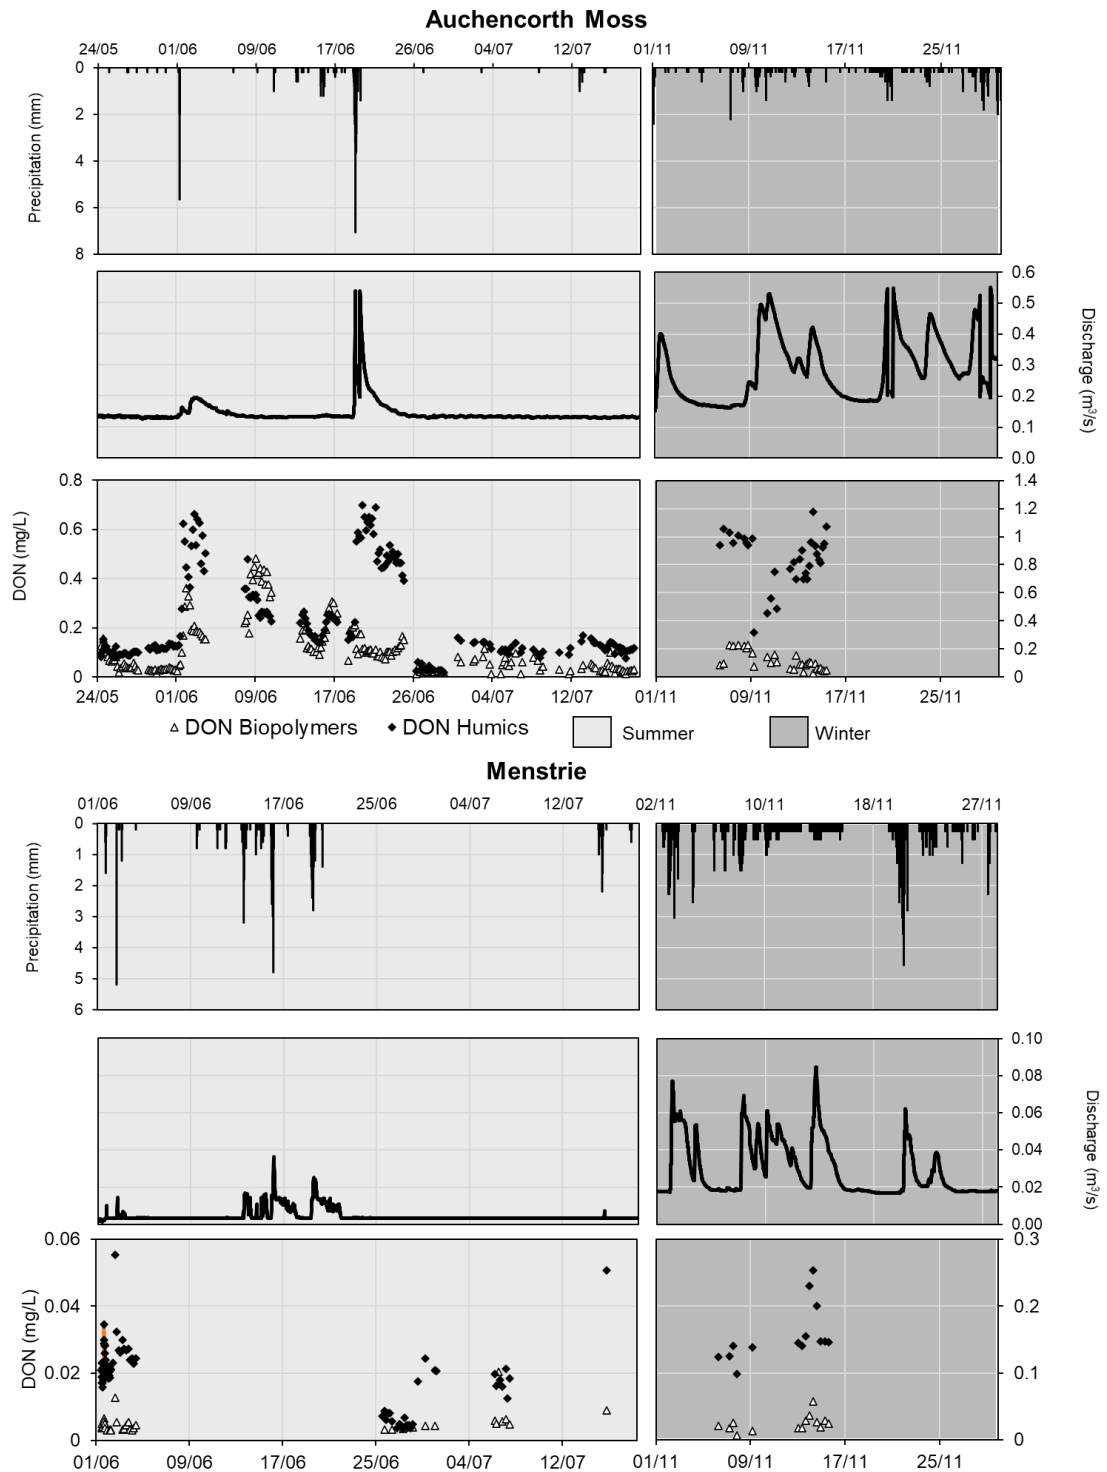 Auchencorth Moss
24/05 01/06 09/06 17/06 26/06 04/07 12/07 01/11 09/11 17/11 25/11
Precipitation (mm)
0
2
4
6
8
Discharge (m³/s)
0.6
0.5
0.4
0.3
0.2
0.1
0.0
DON (mg/L)
0.8 1.4
1.2
0.6 1
0.8
0.4 0.6
0.2 0.4
0.2
0 0
24/05 01/06 09/06 17/06 26/06 04/07 12/07 01/11 09/11 17/11 25/11
DON Biopolymers DON Humics Summer Winter
Menstrie
01/06 09/06 17/06 25/06 04/07 12/07 02/11 10/11 18/11 27/11
Precipitation (mm)
0
1
2
3
4
5
6
Discharge (m³/s)
0.10
0.08
0.06
0.04
0.02
0.00
DON (mg/L)
0.06 0.3
0.04 0.2
0.02 0.1
0 0
01/06 09/06 17/06 25/06 04/07 12/07 01/11 09/11 17/11 25/11